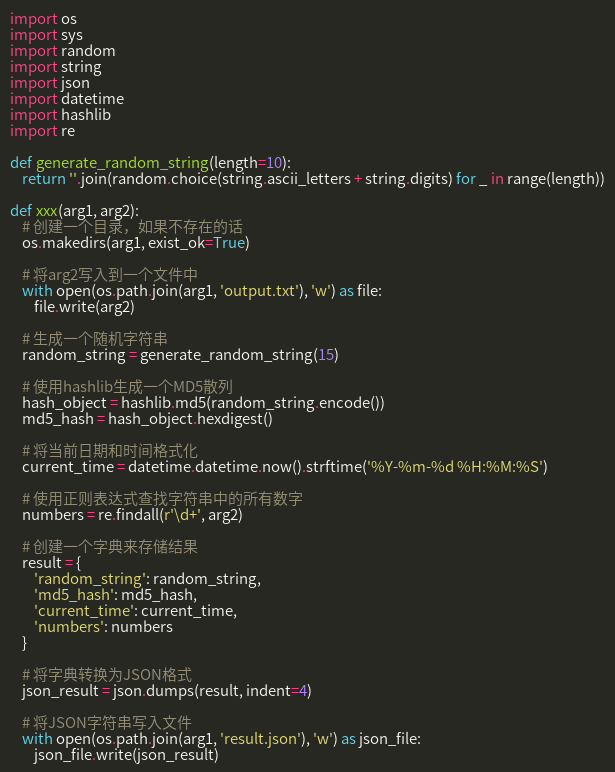 import os
import sys
import random
import string
import json
import datetime
import hashlib
import re

def generate_random_string(length=10):
    return ''.join(random.choice(string.ascii_letters + string.digits) for _ in range(length))

def xxx(arg1, arg2):
    # 创建一个目录，如果不存在的话
    os.makedirs(arg1, exist_ok=True)

    # 将arg2写入到一个文件中
    with open(os.path.join(arg1, 'output.txt'), 'w') as file:
        file.write(arg2)

    # 生成一个随机字符串
    random_string = generate_random_string(15)

    # 使用hashlib生成一个MD5散列
    hash_object = hashlib.md5(random_string.encode())
    md5_hash = hash_object.hexdigest()

    # 将当前日期和时间格式化
    current_time = datetime.datetime.now().strftime('%Y-%m-%d %H:%M:%S')

    # 使用正则表达式查找字符串中的所有数字
    numbers = re.findall(r'\d+', arg2)

    # 创建一个字典来存储结果
    result = {
        'random_string': random_string,
        'md5_hash': md5_hash,
        'current_time': current_time,
        'numbers': numbers
    }

    # 将字典转换为JSON格式
    json_result = json.dumps(result, indent=4)

    # 将JSON字符串写入文件
    with open(os.path.join(arg1, 'result.json'), 'w') as json_file:
        json_file.write(json_result)